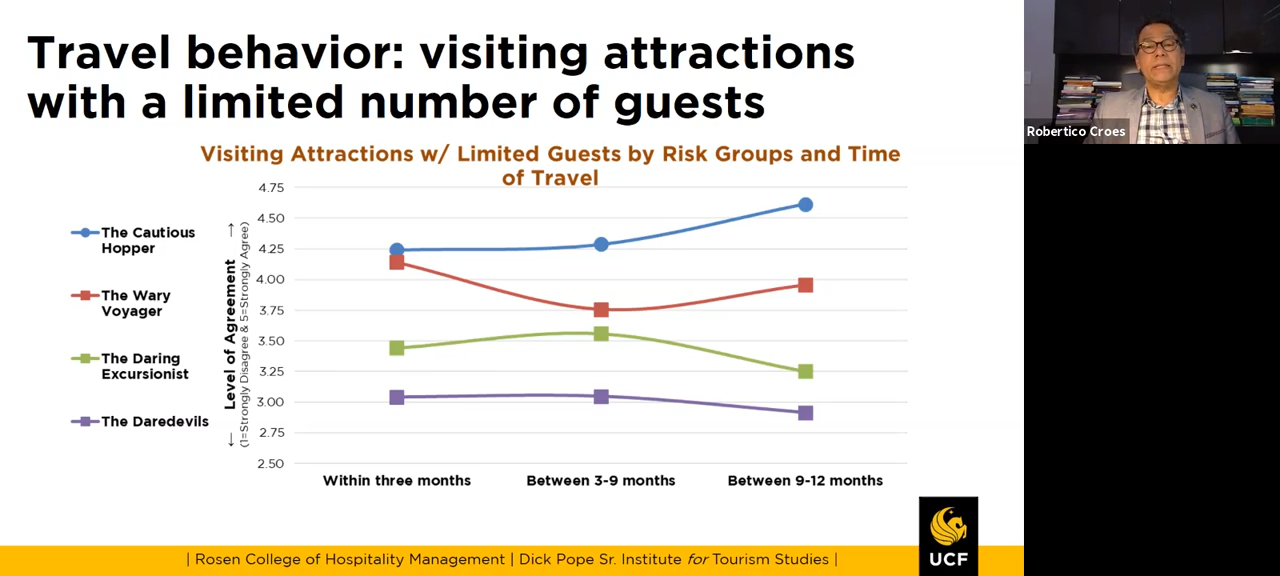 Travel behavior: visiting attractions
with a limited number of guests
Robertico Croes
Visiting Attractions w/ Limited Guests by Risk Groups and Time
of Travel
The Cautious
Hopper
The Wary
Voyager
The Daring
Excursionist
The Daredevils
← Level of Agreement →
(1=Strongly Disagree & 5=Strongly Agree)
4.75
4.50
4.25
4.00
3.75
3.50
3.25
3.00
2.75
2.50
Within three months
Between 3-9 months
Between 9-12 months
| Rosen College of Hospitality Management | Dick Pope Sr. Institute for Tourism Studies |
UCF